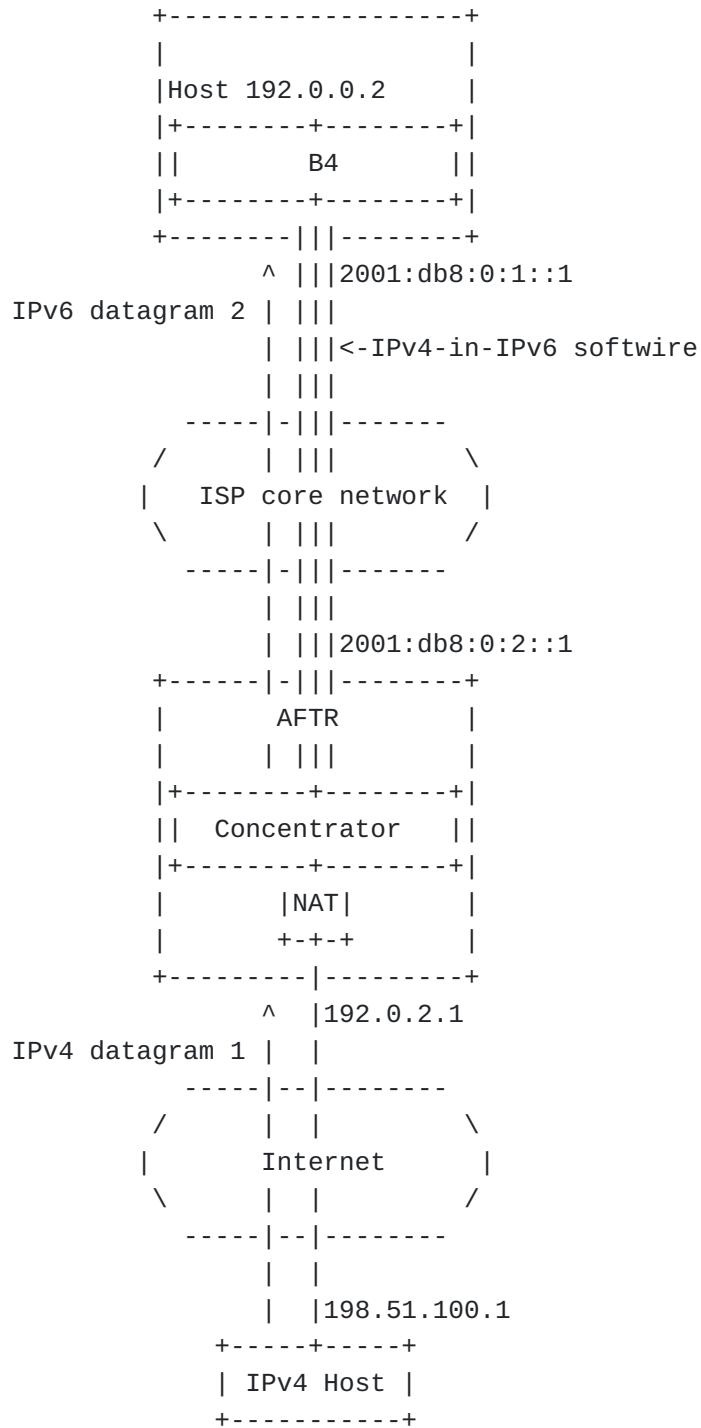 Host 192.0.0.2
B4
2001:db8:0:1::1
IPv6 datagram 2
<-IPv4-in-IPv6 softwire
ISP core network
2001:db8:0:2::1
AFTR
Concentrator
NAT
192.0.2.1
IPv4 datagram 1
Internet
198.51.100.1
IPv4 Host